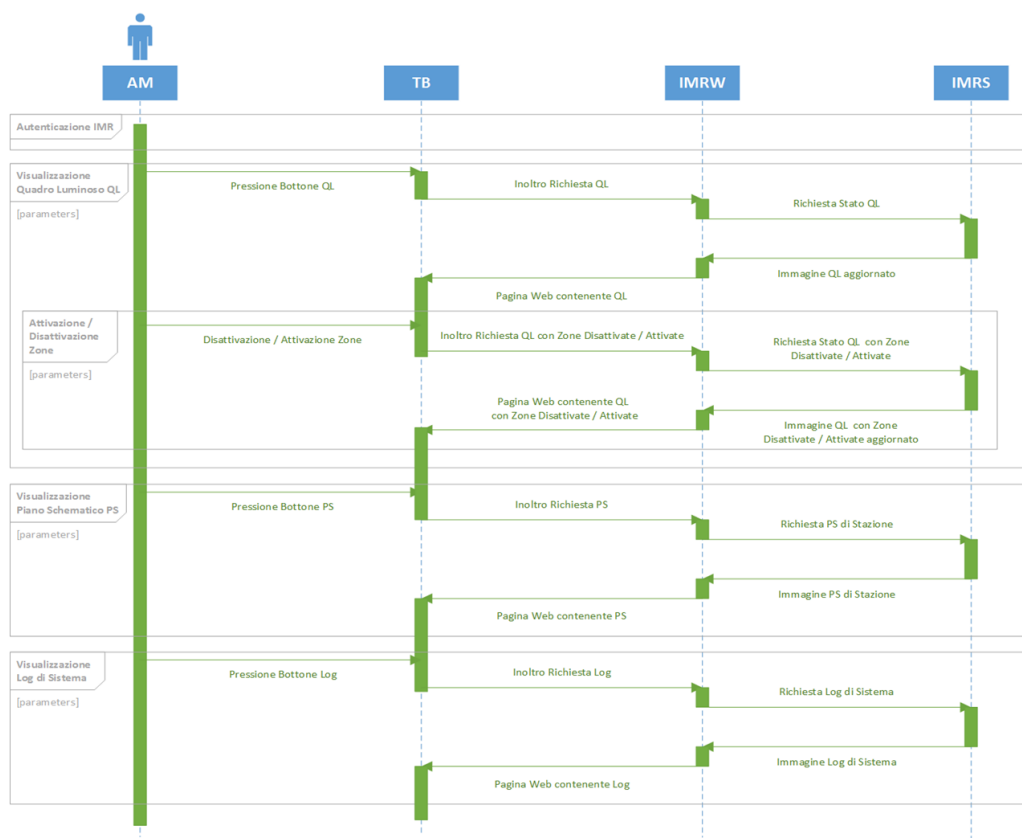 AM
TB
IMRW
IMRS
Autenticazione IMR
Visualizzazione
Quadro Luminoso QL
[parameters]
Pressione Bottone QL
Inoltro Richiesta QL
Richiesta Stato QL
Immagine QL aggiornato
Pagina Web contenente QL
Attivazione /
Disattivazione
Zone
[parameters]
Disattivazione / Attivazione Zone
Inoltro Richiesta QL con Zone Disattivate / Attivate
Richiesta Stato QL con Zone
Disattivate / Attivate
Pagina Web contenente QL
con Zone Disattivate / Attivate
Immagine QL con Zone
Disattivate / Attivate aggiornato
Visualizzazione
Piano Schematico PS
[parameters]
Pressione Bottone PS
Inoltro Richiesta PS
Richiesta PS di Stazione
Immagine PS di Stazione
Pagina Web contenente PS
Visualizzazione
Log di Sistema
[parameters]
Pressione Bottone Log
Inoltro Richiesta Log
Richiesta Log di Sistema
Immagine Log di Sistema
Pagina Web contenente Log